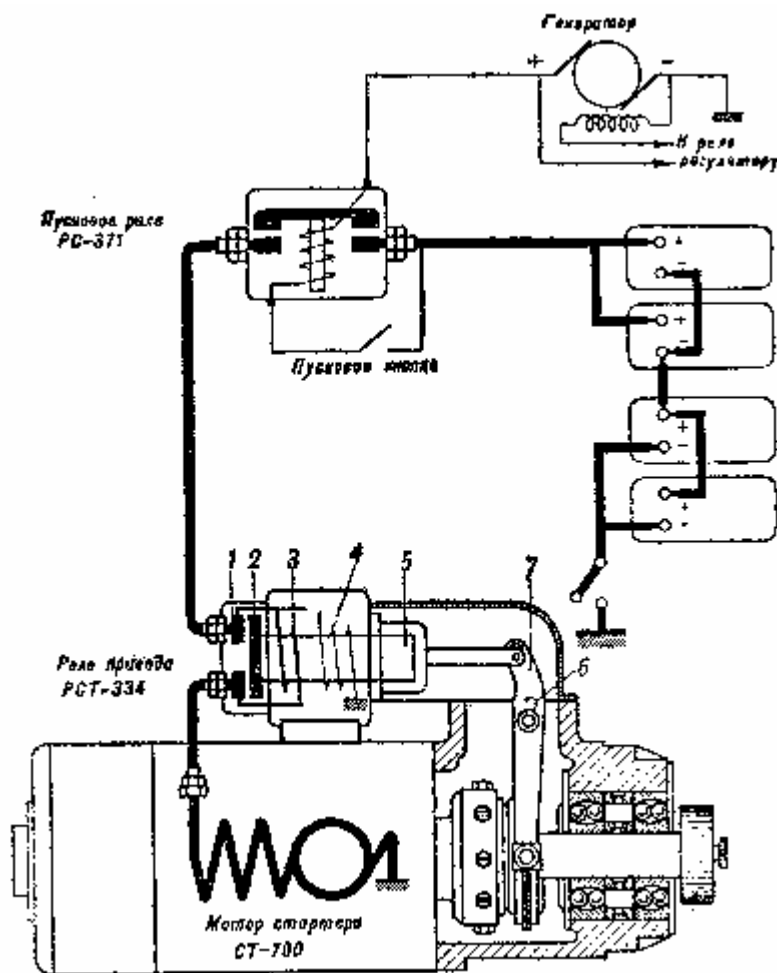 Генератор
+ −
К реле
регулятору
Пусковое реле
РС-371
+
−
+
−
Пусковое кнопка
+
−
+
−
1 2 3 4 5 7
6
Реле привода
РСТ-334
Мотор стартера
СТ-700